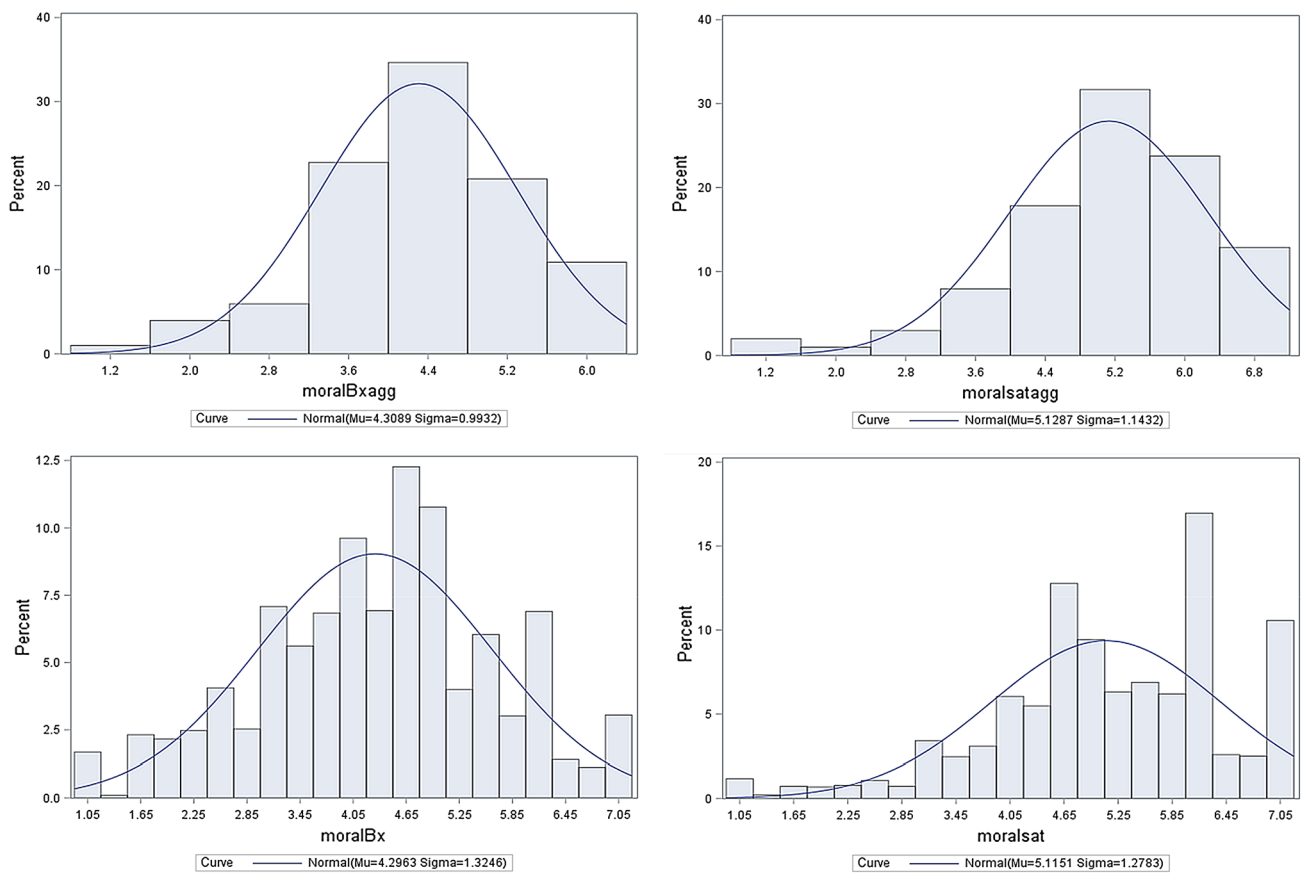 40
30
20
10
0
Percent
1.2 2.0 2.8 3.6 4.4 5.2 6.0
moralBxagg
Curve Normal(Mu=4.3089 Sigma=0.9932)
40
30
20
10
0
Percent
1.2 2.0 2.8 3.6 4.4 5.2 6.0 6.8
moralsatagg
Curve Normal(Mu=5.1287 Sigma=1.1432)
12.5
10.0
7.5
5.0
2.5
0.0
Percent
1.05 1.65 2.25 2.85 3.45 4.05 4.65 5.25 5.85 6.45 7.05
moralBx
Curve Normal(Mu=4.2963 Sigma=1.3246)
20
15
10
5
0
Percent
1.05 1.65 2.25 2.85 3.45 4.05 4.65 5.25 5.85 6.45 7.05
moralsat
Curve Normal(Mu=5.1151 Sigma=1.2783)